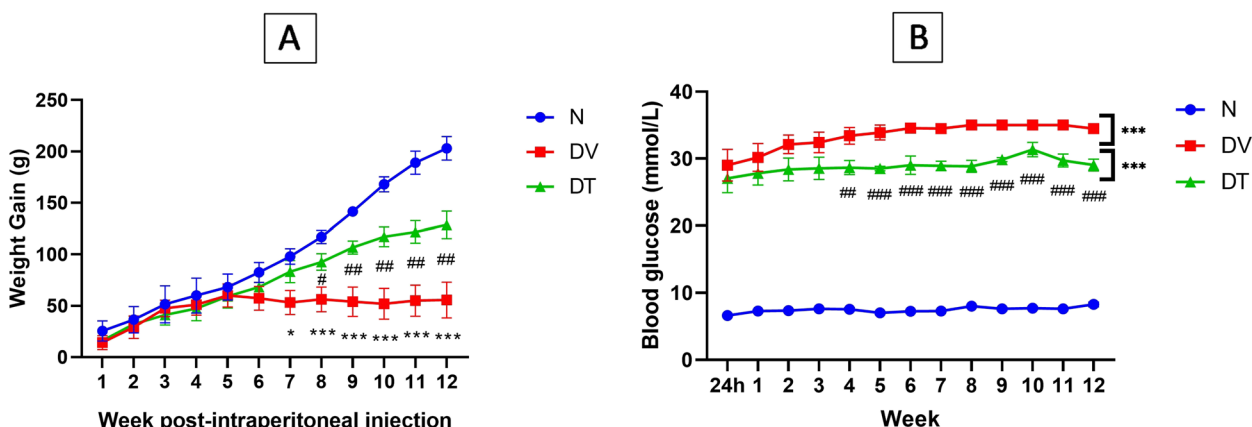 A
B
250
200
150
100
50
0
Weight Gain (g)
N
DV
DT
#
##
##
##
##
*
***
***
***
***
***
1 2 3 4 5 6 7 8 9 10 11 12
Week post-intraperitoneal injection
40
30
20
10
0
Blood glucose (mmol/L)
N
DV
DT
***
***
##
###
###
###
###
###
###
###
###
24h 1 2 3 4 5 6 7 8 9 10 11 12
Week